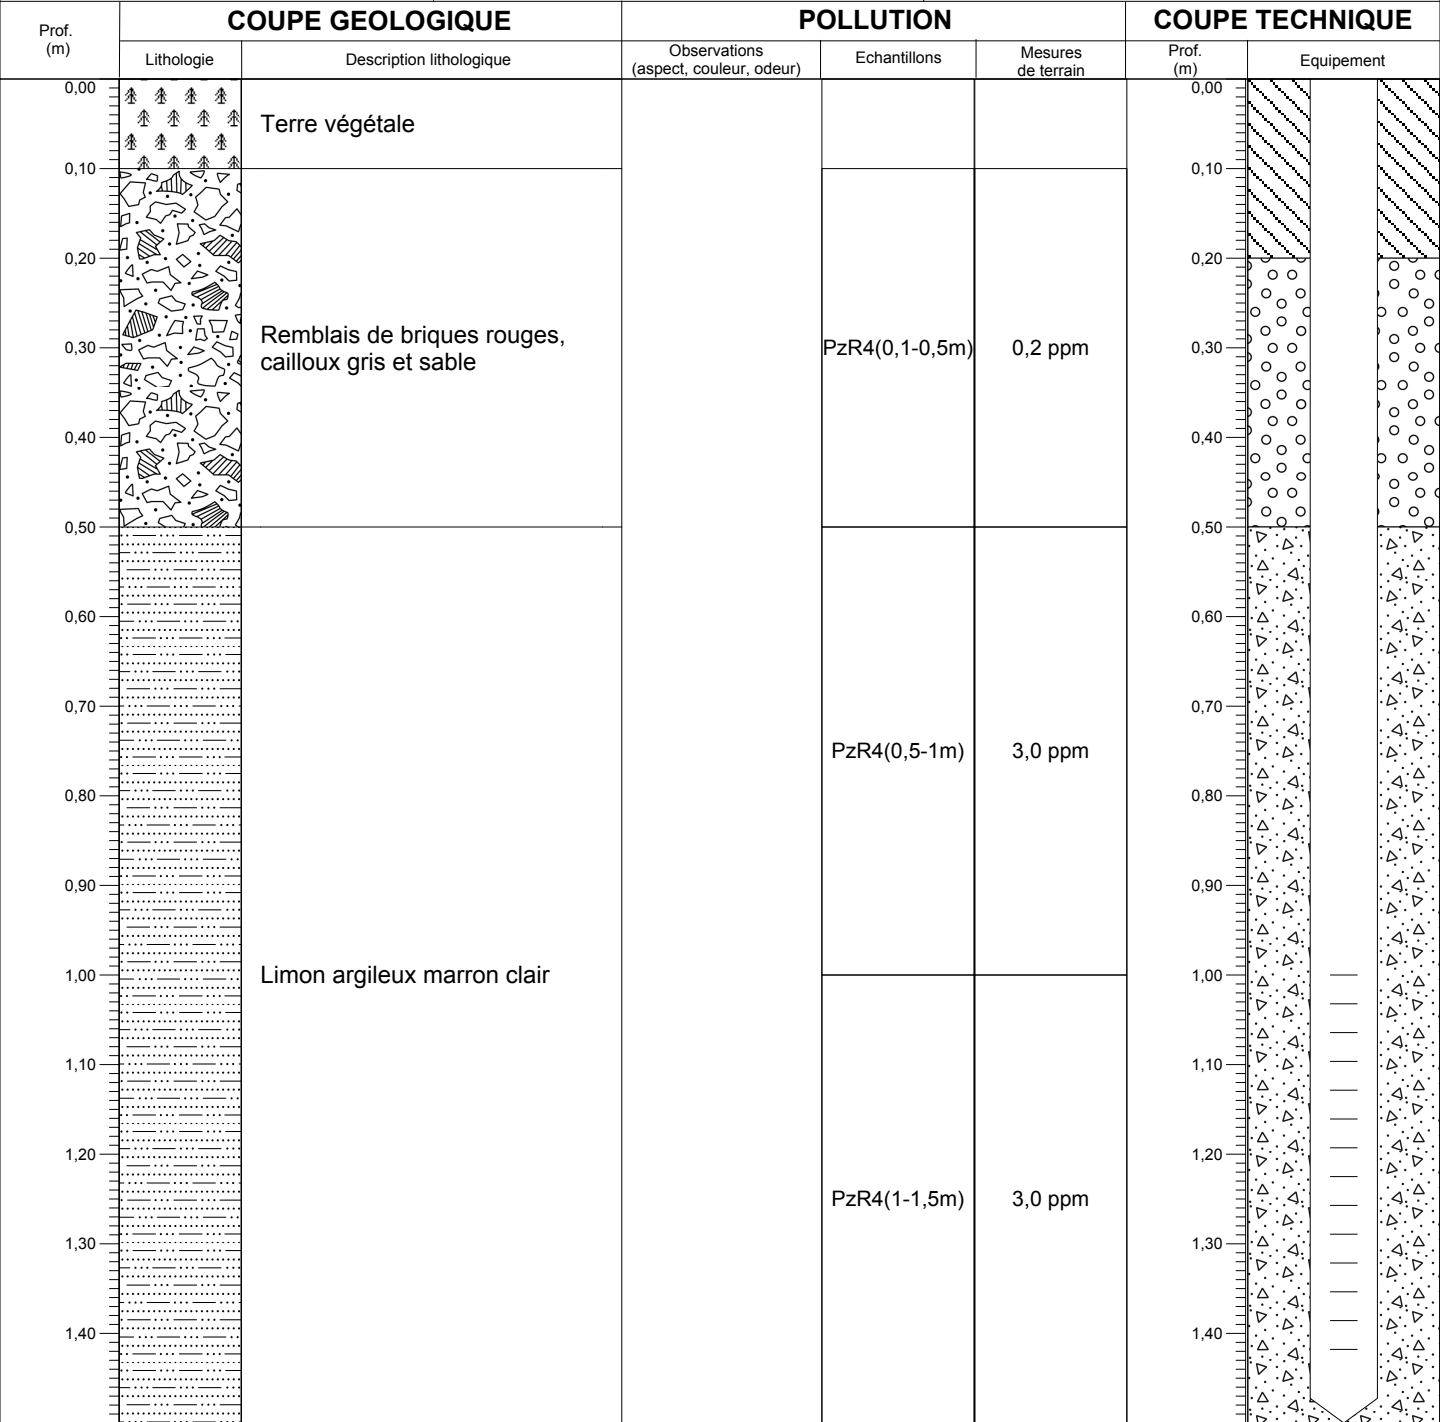 Prof.
(m)
COUPE GEOLOGIQUE
POLLUTION
COUPE TECHNIQUE
Lithologie
Description lithologique
Observations
(aspect, couleur, odeur)
Echantillons
Mesures
de terrain
Prof.
(m)
Equipement
0,00
0,10
0,20
0,30
0,40
0,50
0,60
0,70
0,80
0,90
1,00
1,10
1,20
1,30
1,40
Terre végétale
Remblais de briques rouges,
cailloux gris et sable
Limon argileux marron clair
PzR4(0,1-0,5m)
0,2 ppm
PzR4(0,5-1m)
3,0 ppm
PzR4(1-1,5m)
3,0 ppm
0,00
0,10
0,20
0,30
0,40
0,50
0,60
0,70
0,80
0,90
1,00
1,10
1,20
1,30
1,40